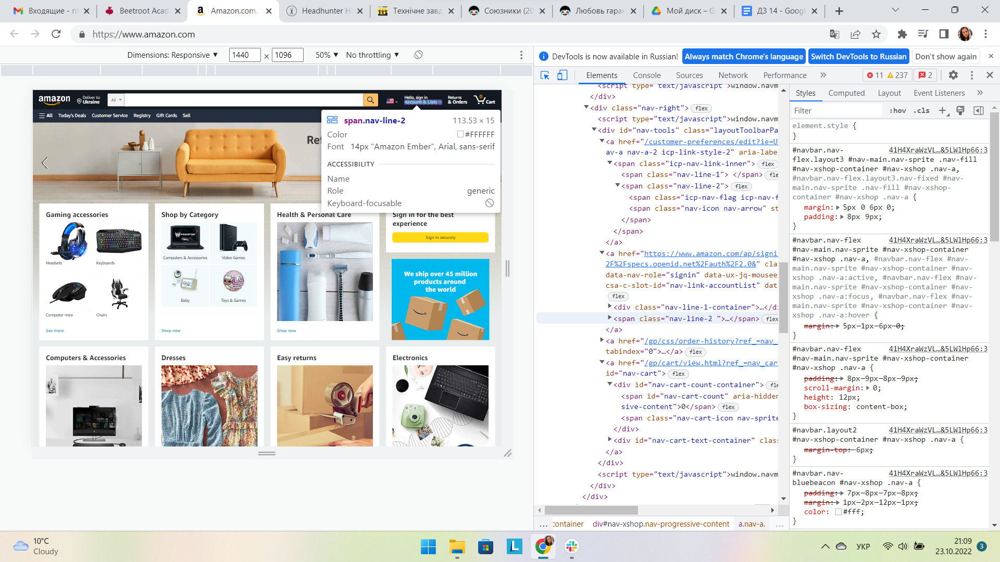 Входящие - ni
Beetroot Acad
Amazon.com.
Headhunter H
Технічне завд
Союзники (20
Любовь гаран
Мой диск – G
ДЗ 14 - Googl
https://www.amazon.com
Dimensions: Responsive ▼ 1440 × 1096 50% ▼ No throttling ▼
DevTools is now available in Russian! Always match Chrome's language Switch DevTools to Russian Don't show again
Elements Console Sources Network Performance » 11 237 2
amazon
Deliver to
Ukraine
All
Hello, sign in
Account & Lists
Returns
& Orders
0
Cart
All Today's Deals Customer Service Registry Gift Cards Sell
span.nav-line-2 113.53 × 15
Color #FFFFFF
Font 14px "Amazon Ember", Arial, sans-serif
ACCESSIBILITY
Name
Role generic
Keyboard-focusable
Gaming accessories
Headsets
Keyboards
Computer mice
Chairs
See more
Shop by Category
PREDATOR
Computers & Accessories
Video Games
Baby
Toys & Games
Shop now
Health & Personal Care
Shop now
Sign in for the best
experience
Sign in securely
We ship over 45 million
products around
the world
Computers & Accessories
Dresses
Easy returns
Electronics
<script type="text/javascript">window.navm
</div>
<div class="nav-right"> flex
<script type="text/javascript">window.navm
<div id="nav-tools" class="layoutToolbarPa
<a href="/customer-preferences/edit?ie=U
av-a nav-a-2 icp-link-style-2" aria-labe
<span class="icp-nav-link-inner"> flex
<span class="nav-line-1"> </span> fle
<span class="nav-line-2"> flex
<span class="icp-nav-flag icp-nav-f
<span class="nav-icon nav-arrow" st
</span>
</span>
</a>
<a href="https://www.amazon.com/ap/signi
2F%2Fspecs.openid.net%2Fauth%2F2.0&" cla
data-nav-role="signin" data-ux-jq-mousee
csa-c-slot-id="nav-link-accountList" dat
flex
<div class="nav-line-1-container">…</di
<span class="nav-line-2 ">…</span> flex
</a>
<a href="/gp/css/order-history?ref_=nav_
tabindex="0">…</a> flex
<a href="/gp/cart/view.html?ref_=nav_cart
id="nav-cart"> flex
<div id="nav-cart-count-container"> fle
<span id="nav-cart-count" aria-hidden
sive-content">0</span> flex
<span class="nav-cart-icon nav-sprite
</div>
<div id="nav-cart-text-container" class
</a>
</div>
<script type="text/javascript">window.navm
</div>
</div>
... container div#nav-xshop.nav-progressive-content a.nav-a. ...
Styles Computed Layout Event Listeners »
Filter :hov .cls +
element.style {
}
#navbar.nav- 41H4XraWzVL…&5LWlHp66:3
flex.layout3 #nav-main.nav-sprite .nav-fill
#nav-xshop-container #nav-xshop .nav-a,
#navbar.nav-flex.layout3.nav-fixed #nav-
main.nav-sprite .nav-fill #nav-xshop-
container #nav-xshop .nav-a {
margin: 5px 0 6px 0;
padding: 8px 9px;
}
#navbar.nav-flex 41H4XraWzVL…&5LWlHp66:3
#nav-main.nav-sprite #nav-xshop-container
#nav-xshop .nav-a, #navbar.nav-flex #nav-
main.nav-sprite #nav-xshop-container #nav-
xshop .nav-a:active, #navbar.nav-flex #nav-
main.nav-sprite #nav-xshop-container #nav-
xshop .nav-a:focus, #navbar.nav-flex #nav-
main.nav-sprite #nav-xshop-container #nav-
xshop .nav-a:hover {
margin: 5px 1px 6px 0;
}
#navbar.nav-flex 41H4XraWzVL…&5LWlHp66:3
#nav-main.nav-sprite #nav-xshop-container
#nav-xshop .nav-a {
padding: 8px 9px 8px 9px;
scroll-margin: 0;
height: 12px;
box-sizing: content-box;
}
#navbar.layout2 41H4XraWzVL…&5LWlHp66:3
#nav-xshop-container #nav-xshop .nav-a {
margin-top: 6px;
}
#navbar.nav- 41H4XraWzVL…&5LWlHp66:3
bluebeacon #nav-xshop .nav-a {
padding: 7px 8px 7px 8px;
margin: 1px 2px 12px 1px;
color: #fff;
}
10°C
Cloudy
УКР
21:09
23.10.2022
3